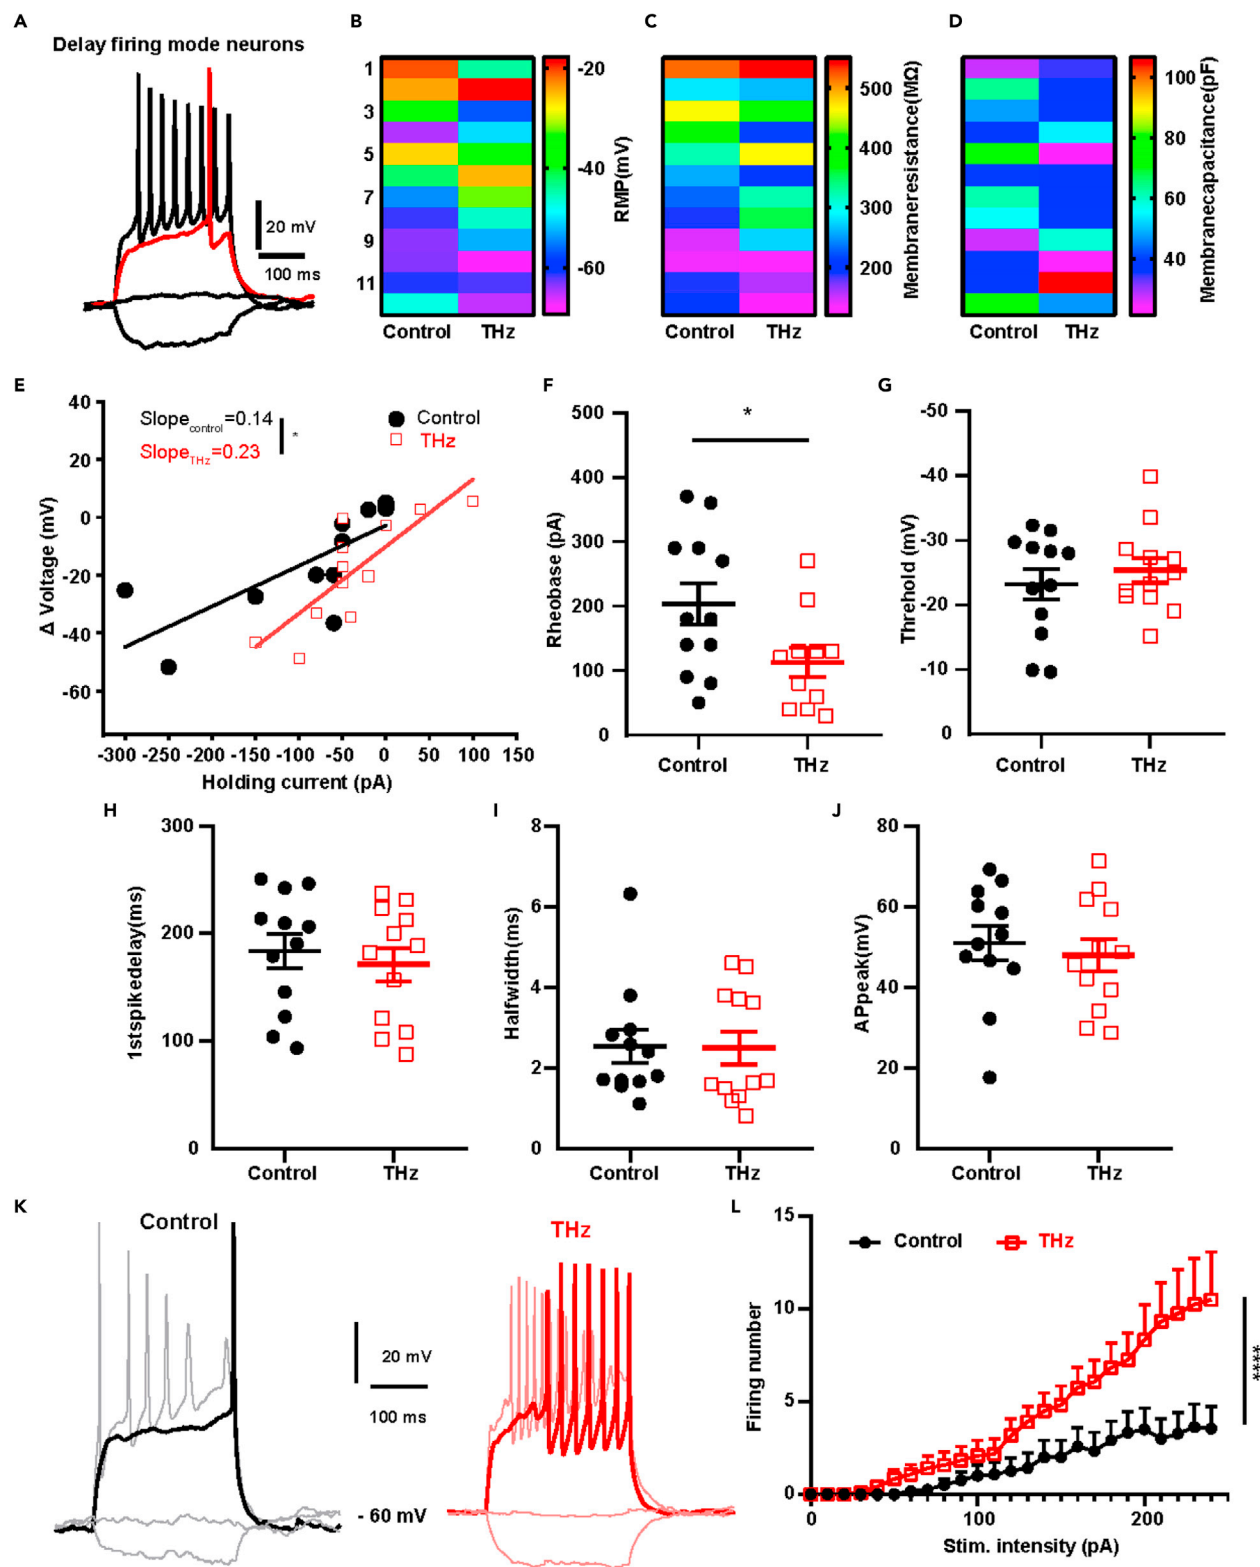 A
Delay firing mode neurons
20 mV
100 ms
B
1
3
5
7
9
11
Control THz
-20
-40
-60
RMP(mV)
C
Control THz
500
400
300
200
Membraneresistance(MΩ)
D
Control THz
100
80
60
40
Membranecapacitance(pF)
E
Slopecontrol=0.14
SlopeTHz=0.23
*
Control
THz
40
20
0
-20
-40
-60
Δ Voltage (mV)
-300 -250 -200 -150 -100 -50 0 50 100 150
Holding current (pA)
F
500
400
300
200
100
0
Rheobase (pA)
*
Control THz
G
-50
-40
-30
-20
-10
0
Threhold (mV)
Control THz
H
300
200
100
0
1stspikedelay(ms)
Control THz
I
8
6
4
2
0
Halfwidth(ms)
Control THz
J
80
60
40
20
0
APpeak(mV)
Control THz
K
Control
THz
20 mV
100 ms
- 60 mV
L
15
10
5
0
Firing number
Control THz
****
0 100 200
Stim. intensity (pA)